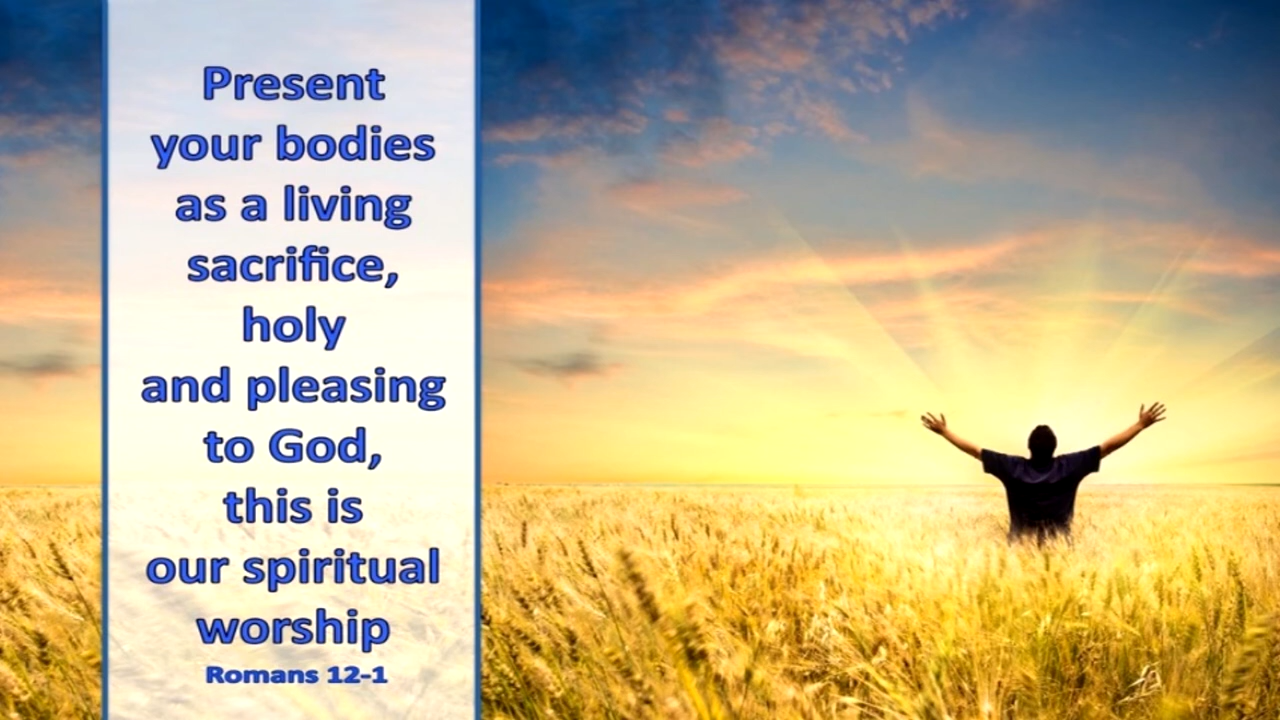 Present
your bodies
as a living
sacrifice,
holy
and pleasing
to God,
this is
our spiritual
worship
Romans 12-1